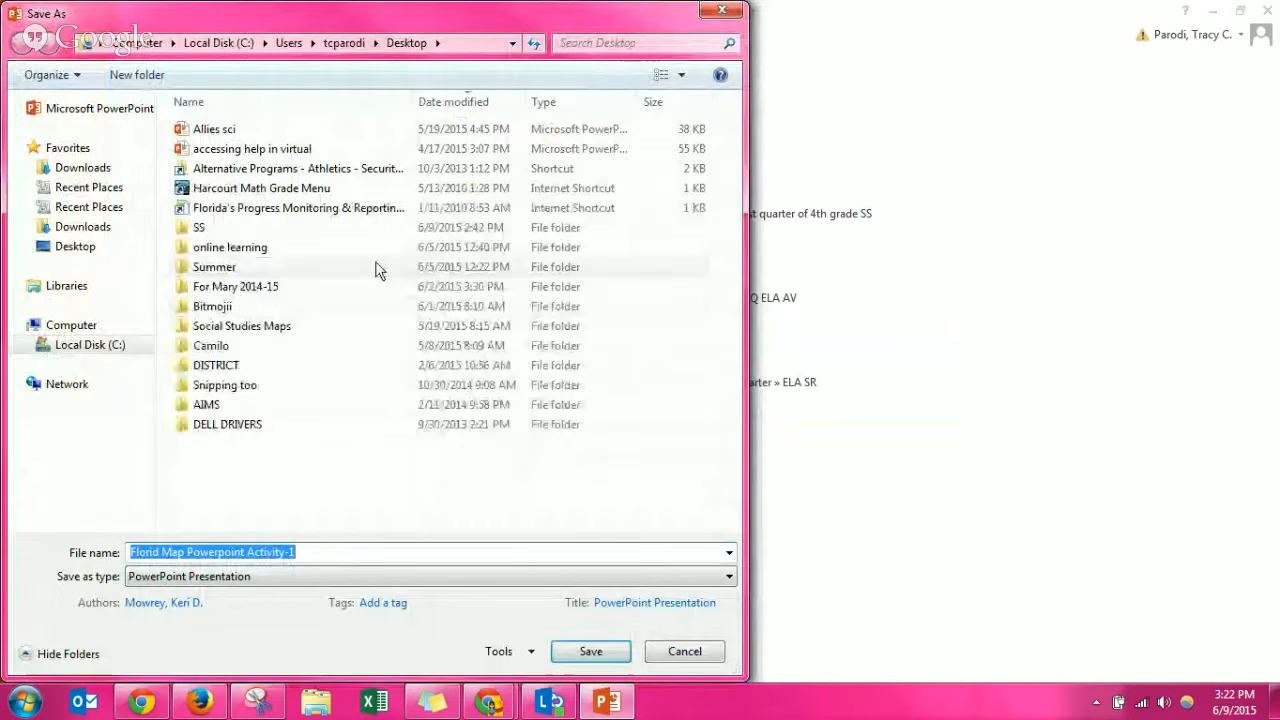 Save As
Google
Computer Local Disk (C:) Users tcparodi Desktop Search Desktop
Parodi, Tracy C.
Organize New folder
Name Date modified Type Size
Microsoft PowerPoint
Favorites
Downloads
Recent Places
Recent Places
Downloads
Desktop
Libraries
Computer
Local Disk (C:)
Network
Allies sci 5/19/2015 4:45 PM Microsoft PowerP... 38 KB
accessing help in virtual 4/17/2015 3:07 PM Microsoft PowerP... 55 KB
Alternative Programs - Athletics - Securit... 10/3/2013 1:12 PM Shortcut 2 KB
Harcourt Math Grade Menu 5/13/2010 1:28 PM Internet Shortcut 1 KB
Florida's Progress Monitoring & Reportin... 1/11/2010 8:53 AM Internet Shortcut 1 KB
SS 6/9/2015 2:42 PM File folder
online learning 6/5/2015 12:40 PM File folder
Summer 6/5/2015 12:22 PM File folder
For Mary 2014-15 6/2/2015 3:30 PM File folder
Bitmojii 6/1/2015 8:10 AM File folder
Social Studies Maps 5/19/2015 8:15 AM File folder
Camilo 5/8/2015 8:09 AM File folder
DISTRICT 2/6/2015 10:56 AM File folder
Snipping too 10/30/2014 9:08 AM File folder
AIMS 2/11/2014 9:58 PM File folder
DELL DRIVERS 9/30/2013 2:21 PM File folder
st quarter of 4th grade SS
Q ELA AV
arter » ELA SR
File name: Florid Map Powerpoint Activity-1
Save as type: PowerPoint Presentation
Authors: Mowrey, Keri D. Tags: Add a tag Title: PowerPoint Presentation
Hide Folders Tools Save Cancel
3:22 PM
6/9/2015